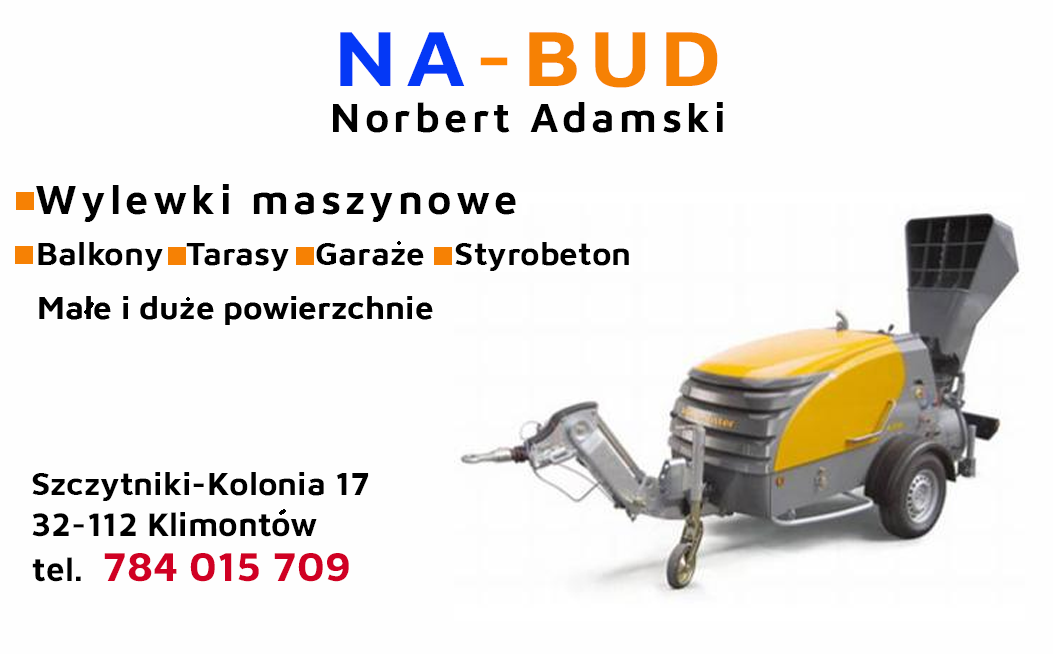 NA-BUD
Norbert Adamski
Wylewki maszynowe
Balkony Tarasy Garaże Styrobeton
Małe i duże powierzchnie
Szczytniki-Kolonia 17
32-112 Klimontów
tel. 784 015 709